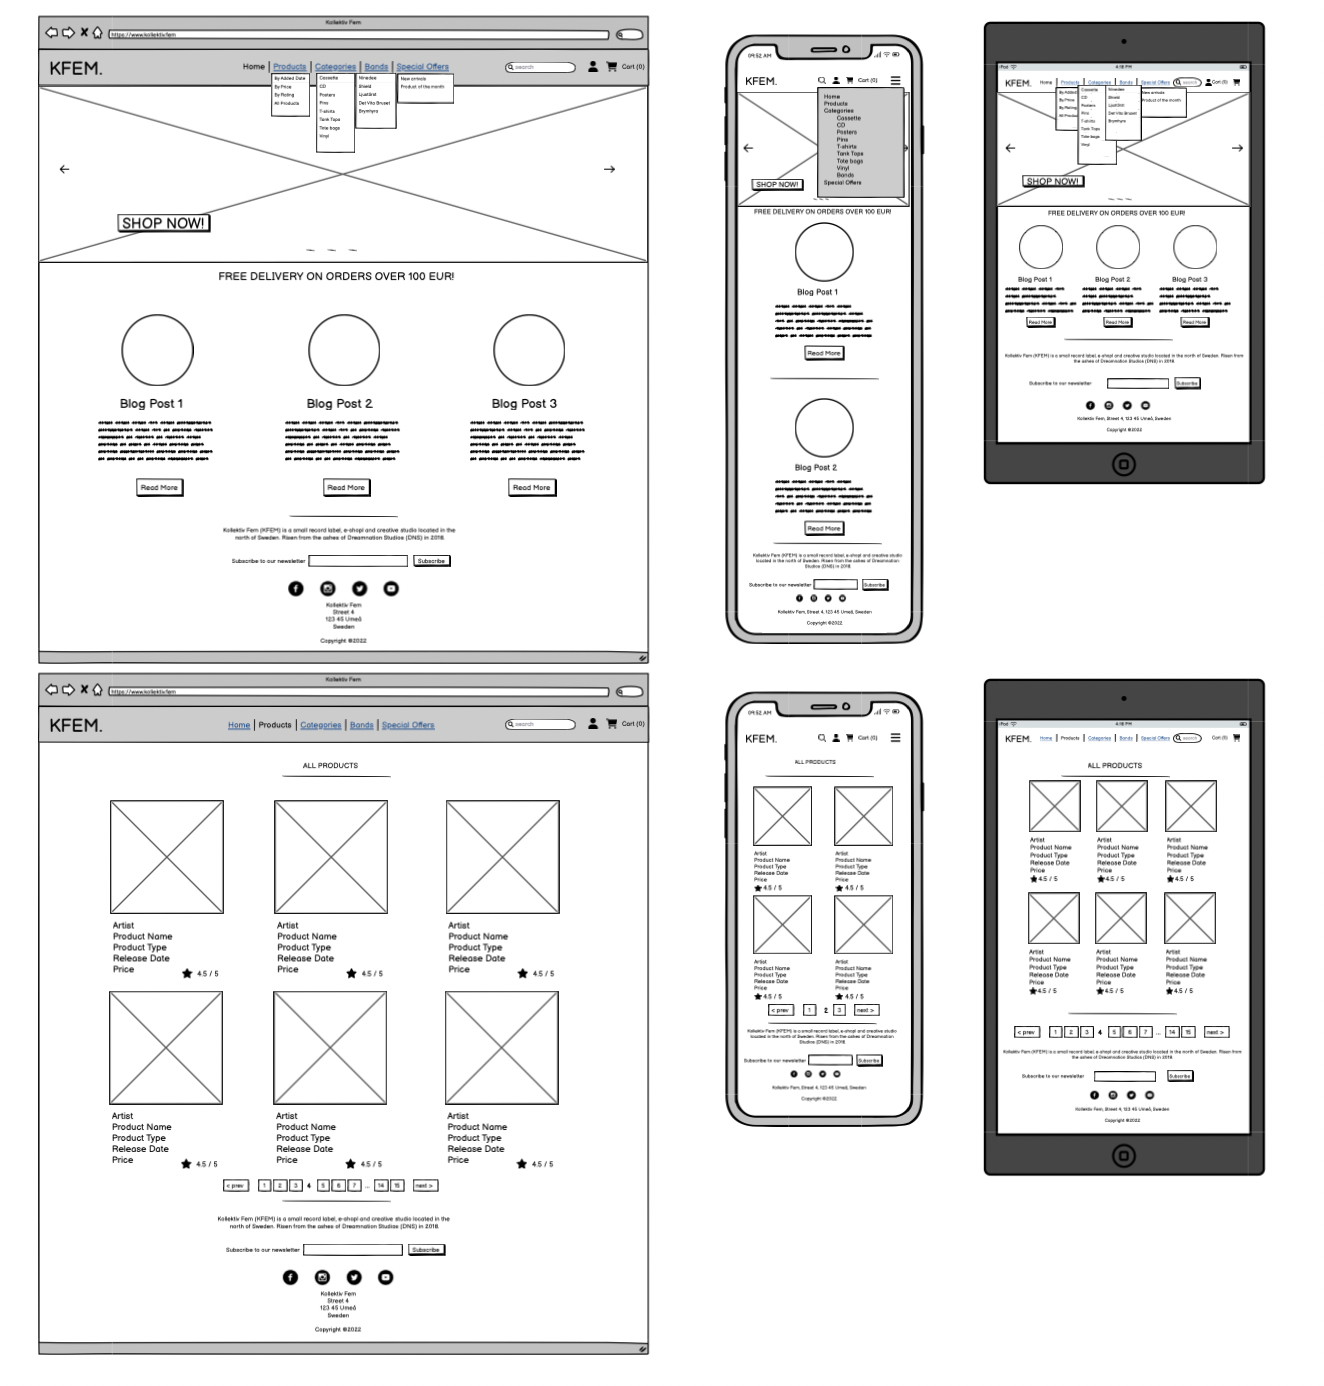 Kollektiv Fem
https://www.kollektiv.fem
KFEM.
Home Products Categories Bands Special Offers
search
Cart (0)
By Added Date
By Price
By Rating
All Products
Cassette
CD
Posters
Pins
T-shirts
Tank Tops
Tote bags
Vinyl
Ninedee
Shield
Ljustbrist
Del Vita Bruset
Brynhyra
New arrivals
Product of the month
SHOP NOW!
FREE DELIVERY ON ORDERS OVER 100 EUR!
Blog Post 1
Blog Post 2
Blog Post 3
Read More
Read More
Read More
Kollektiv Fem (KFEM) is a small record label, e-shopl and creative studio located in the
north of Sweden. Risen from the ashes of Dreamnation Studios (DNS) in 2018.
Subscribe to our newsletter
Subscribe
Kollektiv Fem
Street 4
123 45 Umeå
Sweden
Copyright ©2022
09:52 AM
KFEM.
Cart (0)
Home
Products
Categories
Cassette
CD
Posters
Pins
T-shirts
Tank Tops
Tote bags
Vinyl
Bands
Special Offers
SHOP NOW!
FREE DELIVERY ON ORDERS OVER 100 EUR!
Blog Post 1
Read More
Blog Post 2
Read More
Kollektiv Fem (KFEM) is a small record label, e-shopl and creative studio
located in the north of Sweden. Risen from the ashes of Dreamnation
Studios (DNS) in 2018.
Subscribe to our newsletter
Subscribe
Kollektiv Fem, Street 4, 123 45 Umeå, Sweden
Copyright ©2022
iPod
4:18 PM
KFEM.
Home Products Categories Bands Special Offers
search
Cart (0)
By Added
By Price
By Rating
All Produc
Cassette
CD
Posters
Pins
T-shirts
Tank Tops
Tote bags
Vinyl
Ninedee
Shield
Ljustbrist
Del Vita Bruset
Brynhyra
New arrivals
Product of the month
SHOP NOW!
FREE DELIVERY ON ORDERS OVER 100 EUR!
Blog Post 1
Blog Post 2
Blog Post 3
Read More
Read More
Read More
Kollektiv Fem (KFEM) is a small record label, e-shopl and creative studio located in the north of Sweden. Risen from
the ashes of Dreamnation Studios (DNS) in 2018.
Subscribe to our newsletter
Subscribe
Kollektiv Fem, Street 4, 123 45 Umeå, Sweden
Copyright ©2022
Kollektiv Fem
https://www.kollektiv.fem
KFEM.
Home Products Categories Bands Special Offers
search
Cart (0)
ALL PRODUCTS
Artist
Product Name
Product Type
Release Date
Price
4.5 / 5
Artist
Product Name
Product Type
Release Date
Price
4.5 / 5
Artist
Product Name
Product Type
Release Date
Price
4.5 / 5
Artist
Product Name
Product Type
Release Date
Price
4.5 / 5
Artist
Product Name
Product Type
Release Date
Price
4.5 / 5
Artist
Product Name
Product Type
Release Date
Price
4.5 / 5
< prev 1 2 3 4 5 6 7 ... 14 15 next >
Kollektiv Fem (KFEM) is a small record label, e-shopl and creative studio located in the
north of Sweden. Risen from the ashes of Dreamnation Studios (DNS) in 2018.
Subscribe to our newsletter
Subscribe
Kollektiv Fem
Street 4
123 45 Umeå
Sweden
Copyright ©2022
09:52 AM
KFEM.
Cart (0)
ALL PRODUCTS
Artist
Product Name
Product Type
Release Date
Price
4.5 / 5
Artist
Product Name
Product Type
Release Date
Price
4.5 / 5
Artist
Product Name
Product Type
Release Date
Price
4.5 / 5
Artist
Product Name
Product Type
Release Date
Price
4.5 / 5
< prev 1 2 3 next >
Kollektiv Fem (KFEM) is a small record label, e-shopl and creative studio
located in the north of Sweden. Risen from the ashes of Dreamnation
Studios (DNS) in 2018.
Subscribe to our newsletter
Subscribe
Kollektiv Fem, Street 4, 123 45 Umeå, Sweden
Copyright ©2022
iPod
4:18 PM
KFEM.
Home Products Categories Bands Special Offers
search
Cart (0)
ALL PRODUCTS
Artist
Product Name
Product Type
Release Date
Price
4.5 / 5
Artist
Product Name
Product Type
Release Date
Price
4.5 / 5
Artist
Product Name
Product Type
Release Date
Price
4.5 / 5
Artist
Product Name
Product Type
Release Date
Price
4.5 / 5
Artist
Product Name
Product Type
Release Date
Price
4.5 / 5
Artist
Product Name
Product Type
Release Date
Price
4.5 / 5
< prev 1 2 3 4 5 6 7 ... 14 15 next >
Kollektiv Fem (KFEM) is a small record label, e-shopl and creative studio located in the north of Sweden. Risen from
the ashes of Dreamnation Studios (DNS) in 2018.
Subscribe to our newsletter
Subscribe
Kollektiv Fem, Street 4, 123 45 Umeå, Sweden
Copyright ©2022